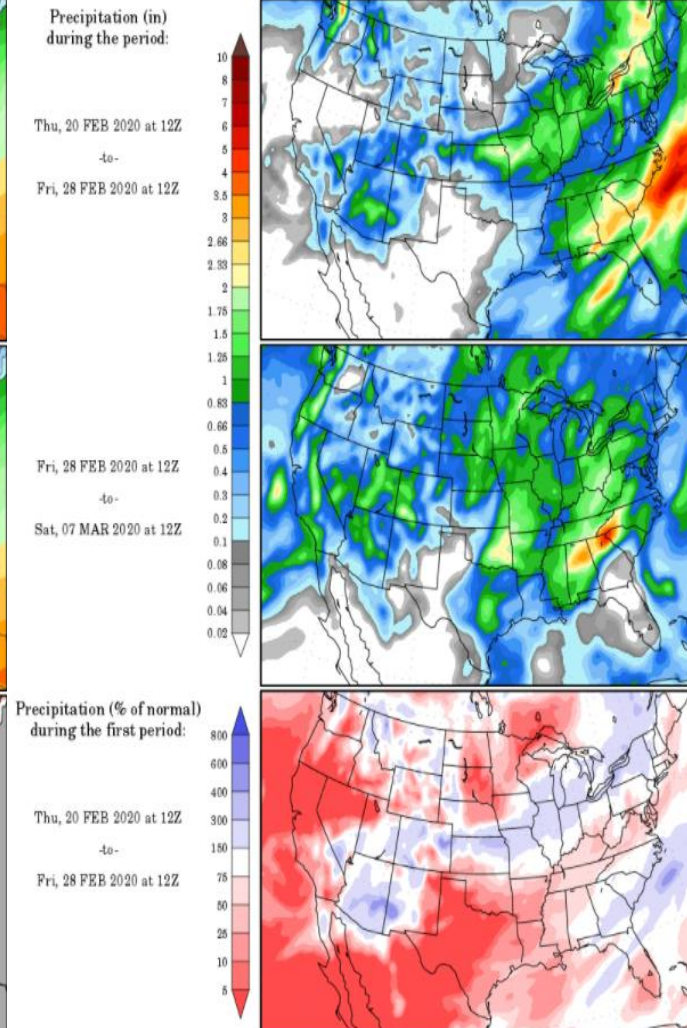 Precipitation (in)
during the period:
Thu, 20 FEB 2020 at 12Z
-to-
Fri, 28 FEB 2020 at 12Z
10
8
7
6
5
4
3.5
3
2.66
2.33
2
1.75
1.5
1.25
1
0.83
0.66
0.5
0.4
0.3
0.2
0.1
0.08
0.06
0.04
0.02
Fri, 28 FEB 2020 at 12Z
-to-
Sat, 07 MAR 2020 at 12Z
Precipitation (% of normal)
during the first period:
Thu, 20 FEB 2020 at 12Z
-to-
Fri, 28 FEB 2020 at 12Z
800
600
400
300
150
75
50
25
10
5